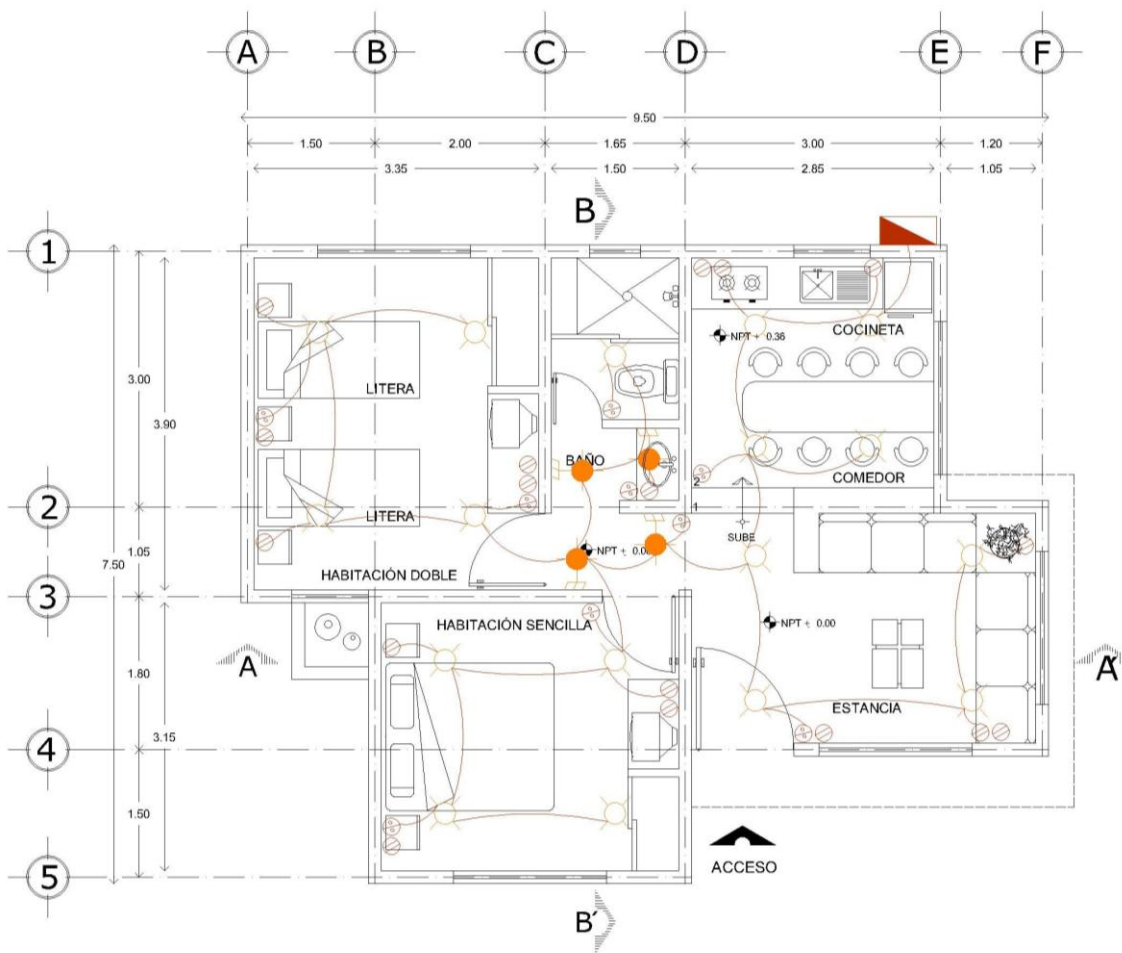 A B C D E F
9.50
1.50 2.00 1.65 3.00 1.20
3.35 1.50 2.85 1.05
B
1
COCINETA
NPT + 0.36
3.00
LITERA
3.90
BAÑO
COMEDOR
2
2
1
LITERA
SUBE
1.05
NPT + 0.00
7.50
HABITACIÓN DOBLE
3
HABITACIÓN SENCILLA
NPT + 0.00
A
A´
1.80
ESTANCIA
3.15
4
1.50
ACCESO
5
B´